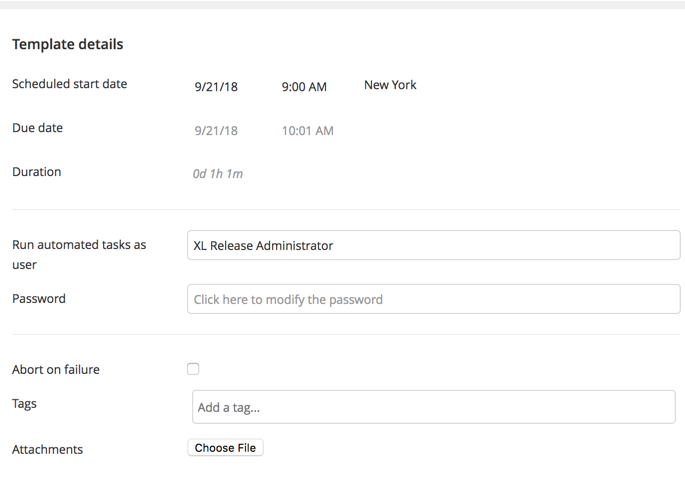 Template details
Scheduled start date 9/21/18 9:00 AM New York
Due date 9/21/18 10:01 AM
Duration 0d 1h 1m
Run automated tasks as
user
XL Release Administrator
Password Click here to modify the password
Abort on failure
Tags Add a tag...
Attachments Choose File